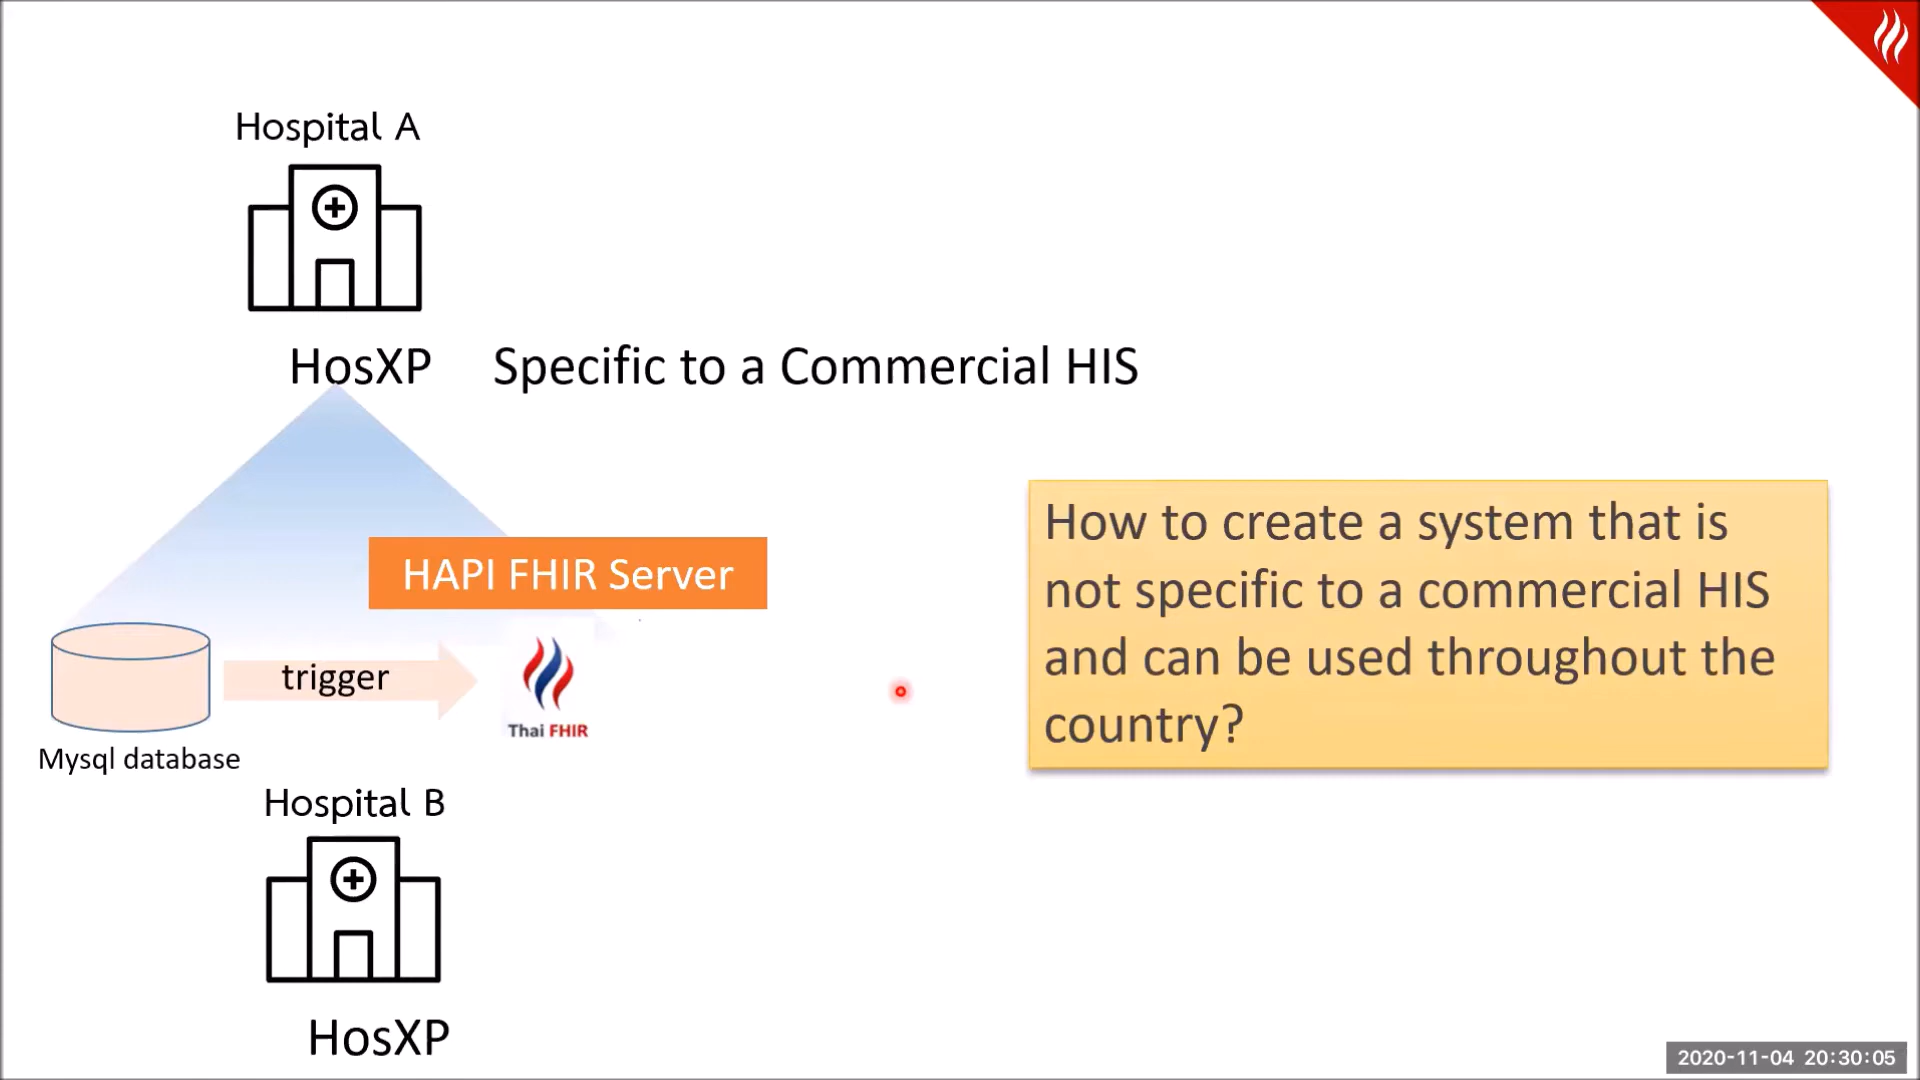 Hospital A
HosXP
Specific to a Commercial HIS
HAPI FHIR Server
trigger
Thai FHIR
Mysql database
How to create a system that is
not specific to a commercial HIS
and can be used throughout the
country?
Hospital B
HosXP
2020-11-04 20:30:05